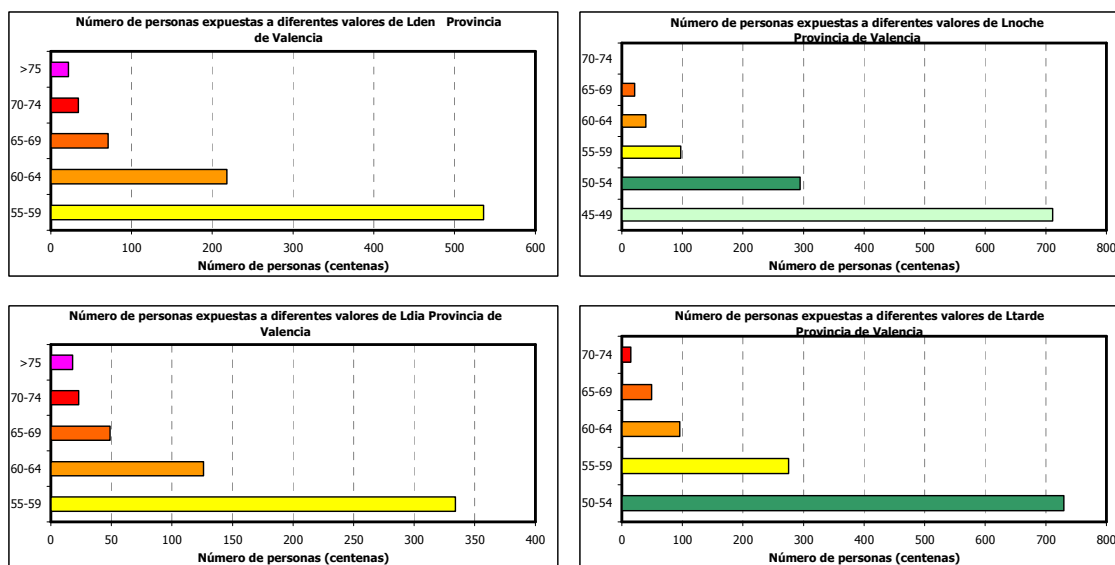 Número de personas expuestas a diferentes valores de Lden Provincia
de Valencia
>75
70-74
65-69
60-64
55-59
0 100 200 300 400 500 600
Número de personas (centenas)
Número de personas expuestas a diferentes valores de Lnoche
Provincia de Valencia
70-74
65-69
60-64
55-59
50-54
45-49
0 100 200 300 400 500 600 700 800
Número de personas (centenas)
Número de personas expuestas a diferentes valores de Ldia Provincia de
Valencia
>75
70-74
65-69
60-64
55-59
0 50 100 150 200 250 300 350 400
Número de personas (centenas)
Número de personas expuestas a diferentes valores de Ltarde
Provincia de Valencia
70-74
65-69
60-64
55-59
50-54
0 100 200 300 400 500 600 700 800
Número de personas (centenas)